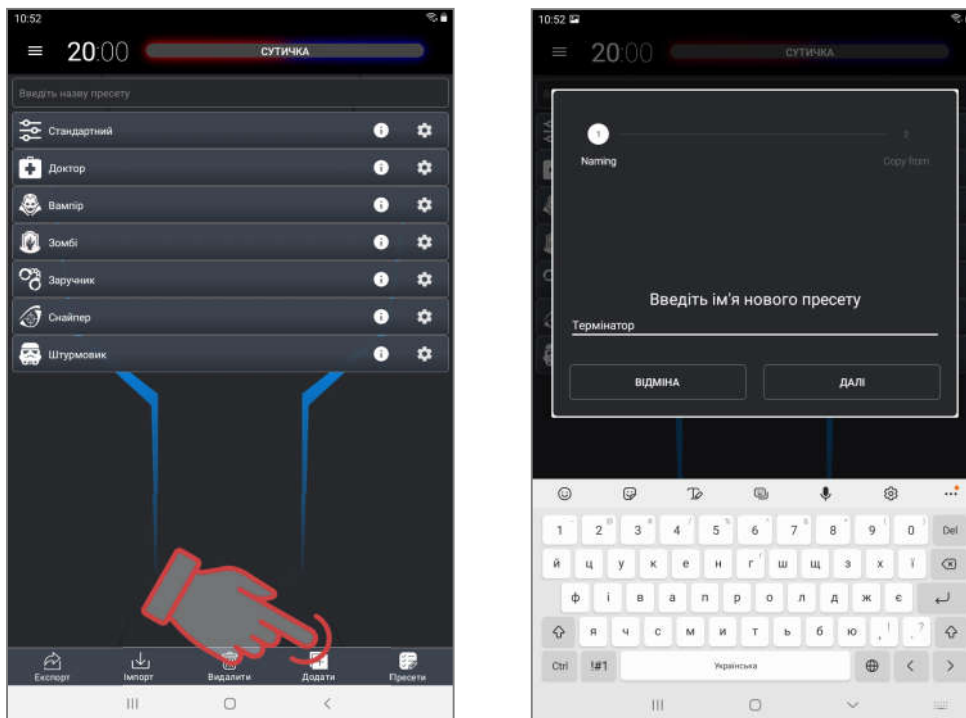 10:52
20:00 СУТИЧКА
Введіть назву пресету
Стандартний
Доктор
Вампір
Зомбі
Заручник
Снайпер
Штурмовик
Експорт Імпорт Видалити Додати Пресети
10:52
20:00 СУТИЧКА
1 2
Naming Copy from
Введіть ім'я нового пресету
Термінатор
ВІДМІНА ДАЛІ
1 2 3 4 5 6 7 8 9 0 Del
й ц у к е н г ш щ з х ї
ф і в а п р о л д ж є
я ч с м и т ь б ю , .
Ctrl !#1 Українська < >